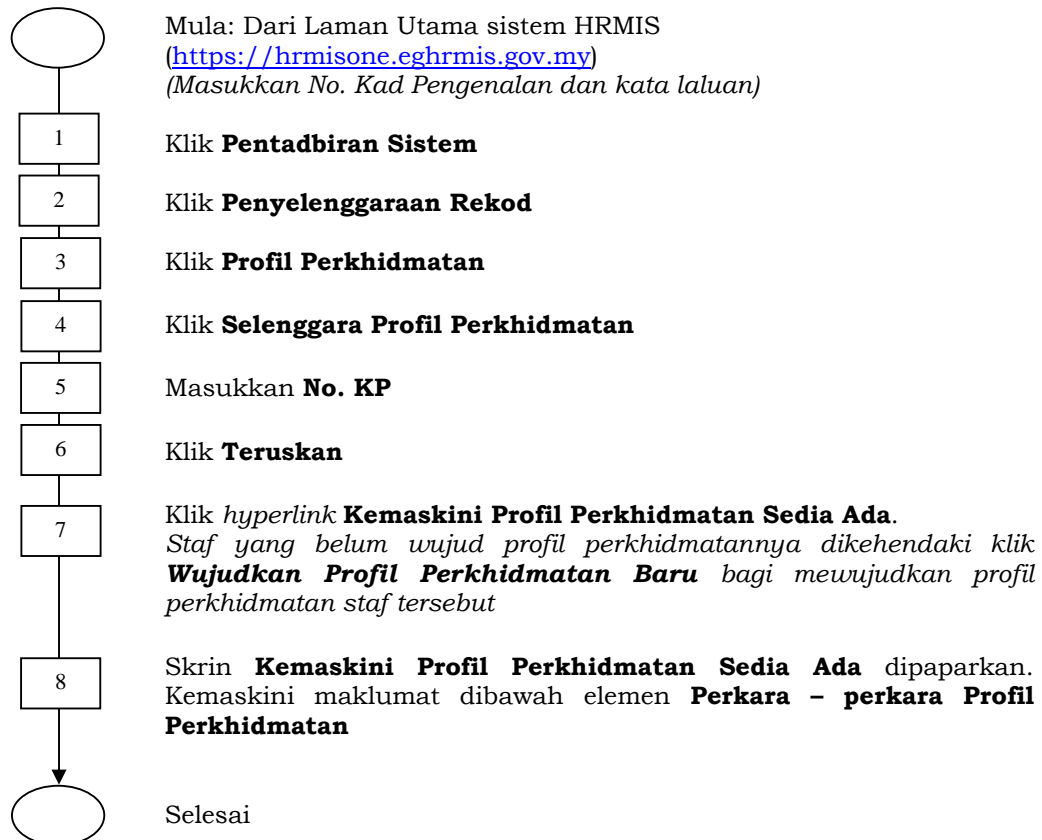 Mula: Dari Laman Utama sistem HRMIS
(https://hrmisone.eghrmis.gov.my)
(Masukkan No. Kad Pengenalan dan kata laluan)
1
Klik Pentadbiran Sistem
2
Klik Penyelenggaraan Rekod
3
Klik Profil Perkhidmatan
4
Klik Selenggara Profil Perkhidmatan
5
Masukkan No. KP
6
Klik Teruskan
7
Klik hyperlink Kemaskini Profil Perkhidmatan Sedia Ada.
Staf yang belum wujud profil perkhidmatannya dikehendaki klik
Wujudkan Profil Perkhidmatan Baru bagi mewujudkan profil
perkhidmatan staf tersebut
8
Skrin Kemaskini Profil Perkhidmatan Sedia Ada dipaparkan.
Kemaskini maklumat dibawah elemen Perkara – perkara Profil
Perkhidmatan
Selesai